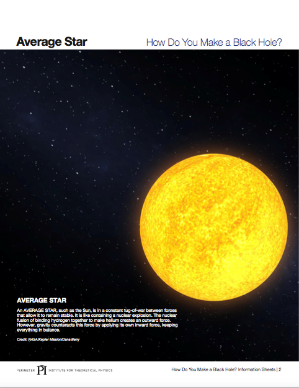 Average Star
How Do You Make a Black Hole?
AVERAGE STAR
An AVERAGE STAR, such as the Sun, is in a constant tug-of-war between forces
that allow it to remain stable. It is like containing a nuclear explosion. The nuclear
fusion of binding hydrogen together to make helium creates an outward force.
However, gravity counteracts this force by applying its own inward force, keeping
everything in balance.
Credit: NASA/Kepler Mission/Dana Berry
PERIMETER PI INSTITUTE FOR THEORETICAL PHYSICS
How Do You Make a Black Hole? Information Sheets | 2